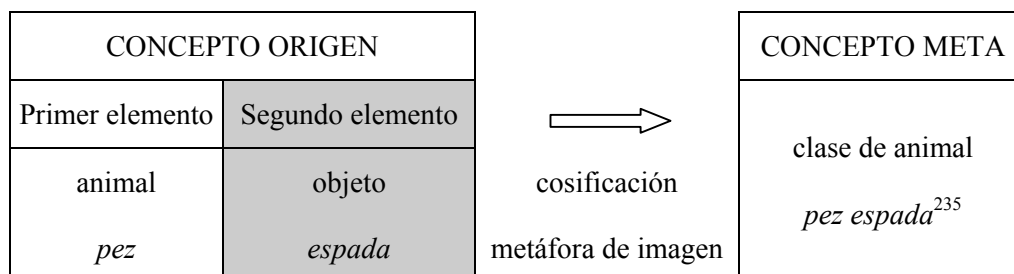 CONCEPTO ORIGEN
CONCEPTO META
Primer elemento
Segundo elemento
animal
objeto
cosificación
clase de animal
pez
espada
metáfora de imagen
pez espada235